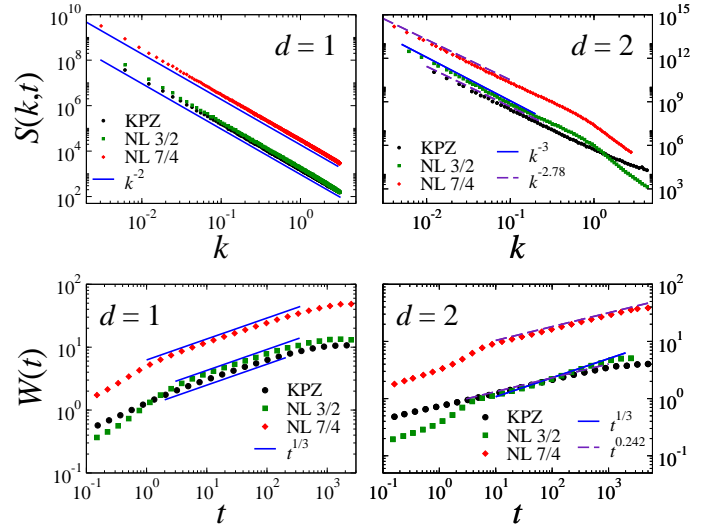 S(k,t)
10^8
10^6
10^4
10^2
d = 1
KPZ
NL 3/2
NL 7/4
k^-2
10^-2 10^-1 10^0
k
d = 2
10^15
10^12
10^9
10^6
10^3
KPZ
NL 3/2
NL 7/4
k^-3
k^-2.78
10^-2 10^-1 10^0
k
W(t)
10^2
10^1
10^0
10^-1
d = 1
KPZ
NL 3/2
NL 7/4
t^1/3
10^-1 10^0 10^1 10^2 10^3
t
d = 2
10^2
10^1
10^0
10^-1
KPZ
NL 3/2
NL 7/4
t^1/3
t^0.242
10^-1 10^0 10^1 10^2 10^3
t